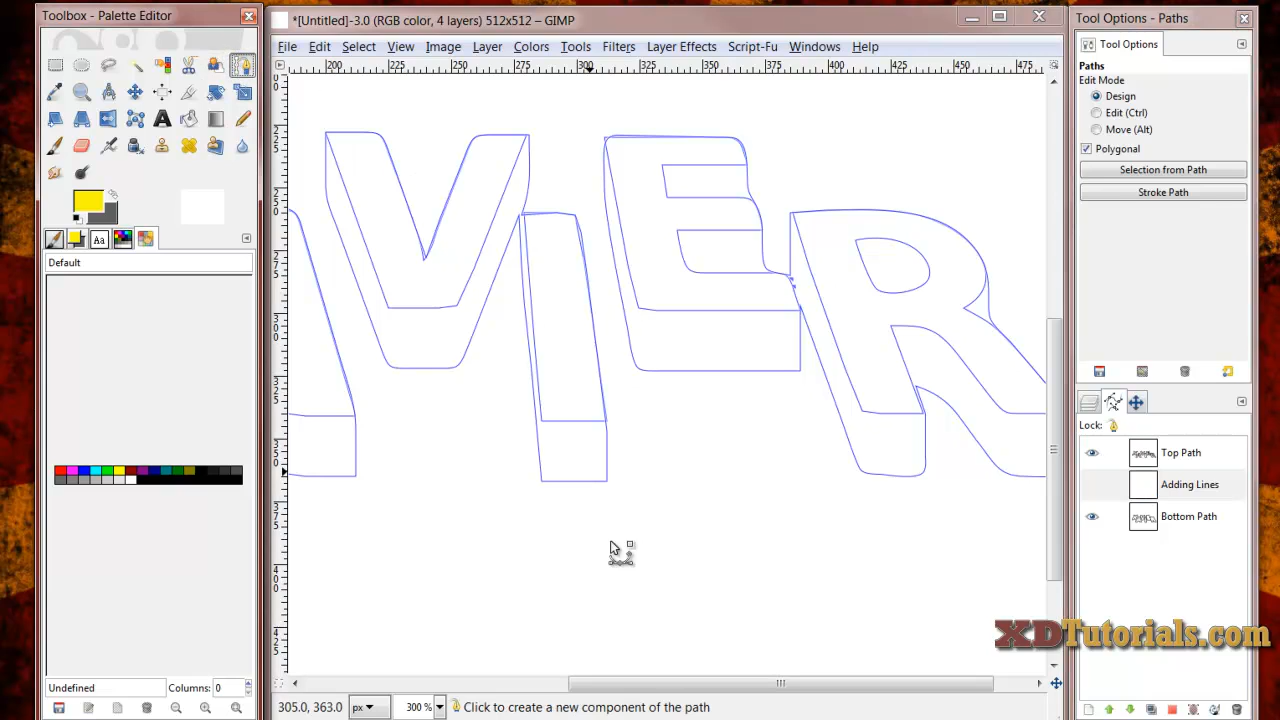 Toolbox - Palette Editor
*[Untitled]-3.0 (RGB color, 4 layers) 512x512 – GIMP
Tool Options - Paths
File Edit Select View Image Layer Colors Tools Filters Layer Effects Script-Fu Windows Help
Tool Options
200 225 250 275 300 325 350 375 400 425 450 475
Paths
Edit Mode
Design
Edit (Ctrl)
Move (Alt)
Polygonal
Selection from Path
Stroke Path
Aa
Default
VIER
Lock:
Top Path
Adding Lines
Bottom Path
XDTutorials.com
Undefined
Columns: 0
305.0, 363.0 px 300 % Click to create a new component of the path